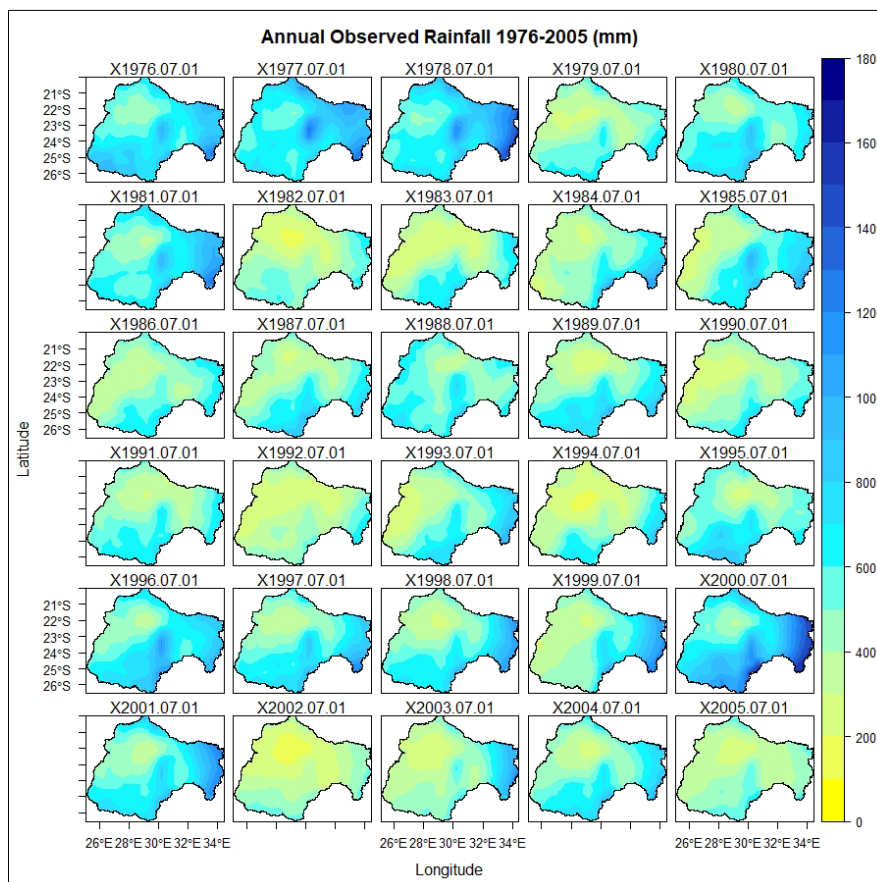 Annual Observed Rainfall 1976-2005 (mm)
X1976.07.01 X1977.07.01 X1978.07.01 X1979.07.01 X1980.07.01
21°S
22°S
23°S
24°S
25°S
26°S
X1981.07.01 X1982.07.01 X1983.07.01 X1984.07.01 X1985.07.01
X1986.07.01 X1987.07.01 X1988.07.01 X1989.07.01 X1990.07.01
21°S
22°S
23°S
24°S
25°S
26°S
X1991.07.01 X1992.07.01 X1993.07.01 X1994.07.01 X1995.07.01
X1996.07.01 X1997.07.01 X1998.07.01 X1999.07.01 X2000.07.01
21°S
22°S
23°S
24°S
25°S
26°S
X2001.07.01 X2002.07.01 X2003.07.01 X2004.07.01 X2005.07.01
26°E 28°E 30°E 32°E 34°E 26°E 28°E 30°E 32°E 34°E 26°E 28°E 30°E 32°E 34°E
Longitude
Latitude
180
160
140
120
100
800
600
400
200
0